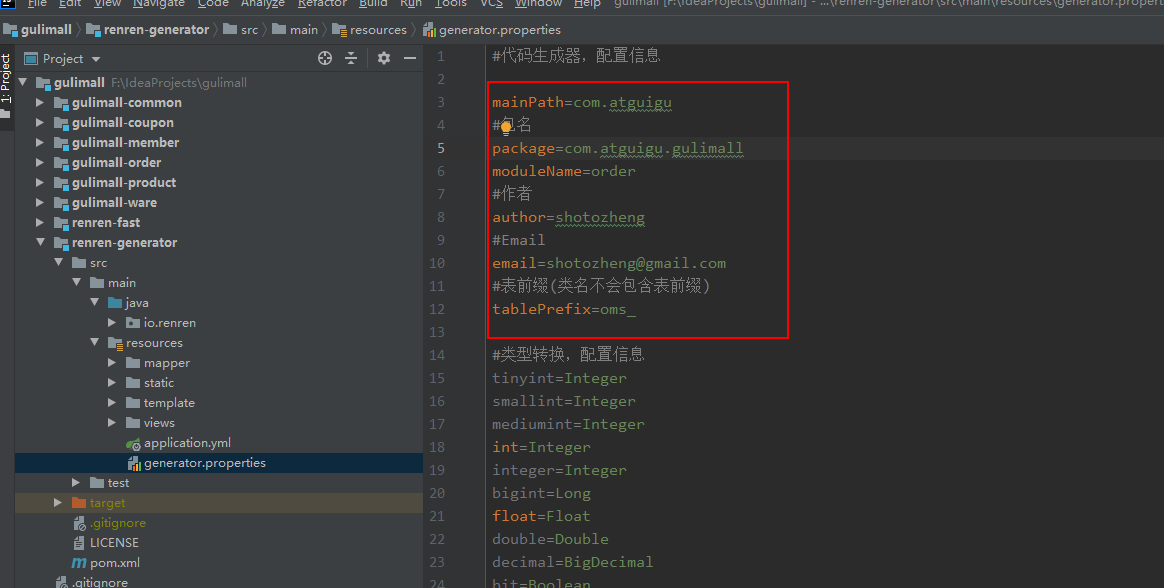 File Edit View Navigate Code Analyze Refactor Build Run Tools VCS Window Help gulimall [F:\IdeaProjects\gulimall] - ...\renren-generator\src\main\resources\generator.propert
gulimall renren-generator src main resources generator.properties
1: Project
Project
gulimall F:\IdeaProjects\gulimall
gulimall-common
gulimall-coupon
gulimall-member
gulimall-order
gulimall-product
gulimall-ware
renren-fast
renren-generator
src
main
java
io.renren
resources
mapper
static
template
views
application.yml
generator.properties
test
target
.gitignore
LICENSE
pom.xml
.gitignore
1 #代码生成器，配置信息
2
3 mainPath=com.atguigu
4 #包名
5 package=com.atguigu.gulimall
6 moduleName=order
7 #作者
8 author=shotozheng
9 #Email
10 email=shotozheng@gmail.com
11 #表前缀(类名不会包含表前缀)
12 tablePrefix=oms_
13
14 #类型转换，配置信息
15 tinyint=Integer
16 smallint=Integer
17 mediumint=Integer
18 int=Integer
19 integer=Integer
20 bigint=Long
21 float=Float
22 double=Double
23 decimal=BigDecimal
24 bit=Boolean